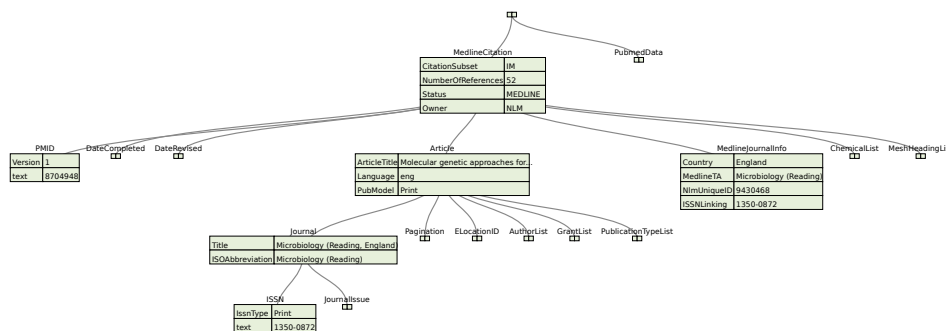 MedlineCitation
PubmedData
CitationSubset IM
NumberOfReferences 52
Status MEDLINE
Owner NLM
PMID
DateCompleted
DateRevised
Article
MedlineJournalInfo
ChemicalList
MeshHeadingLi
Version 1
text 8704948
ArticleTitle Molecular genetic approaches for...
Language eng
PubModel Print
Country England
MedlineTA Microbiology (Reading)
NlmUniqueID 9430468
ISSNLinking 1350-0872
Journal
Pagination
ELocationID
AuthorList
GrantList
PublicationTypeList
Title Microbiology (Reading, England)
ISOAbbreviation Microbiology (Reading)
ISSN
JournalIssue
IssnType Print
text 1350-0872